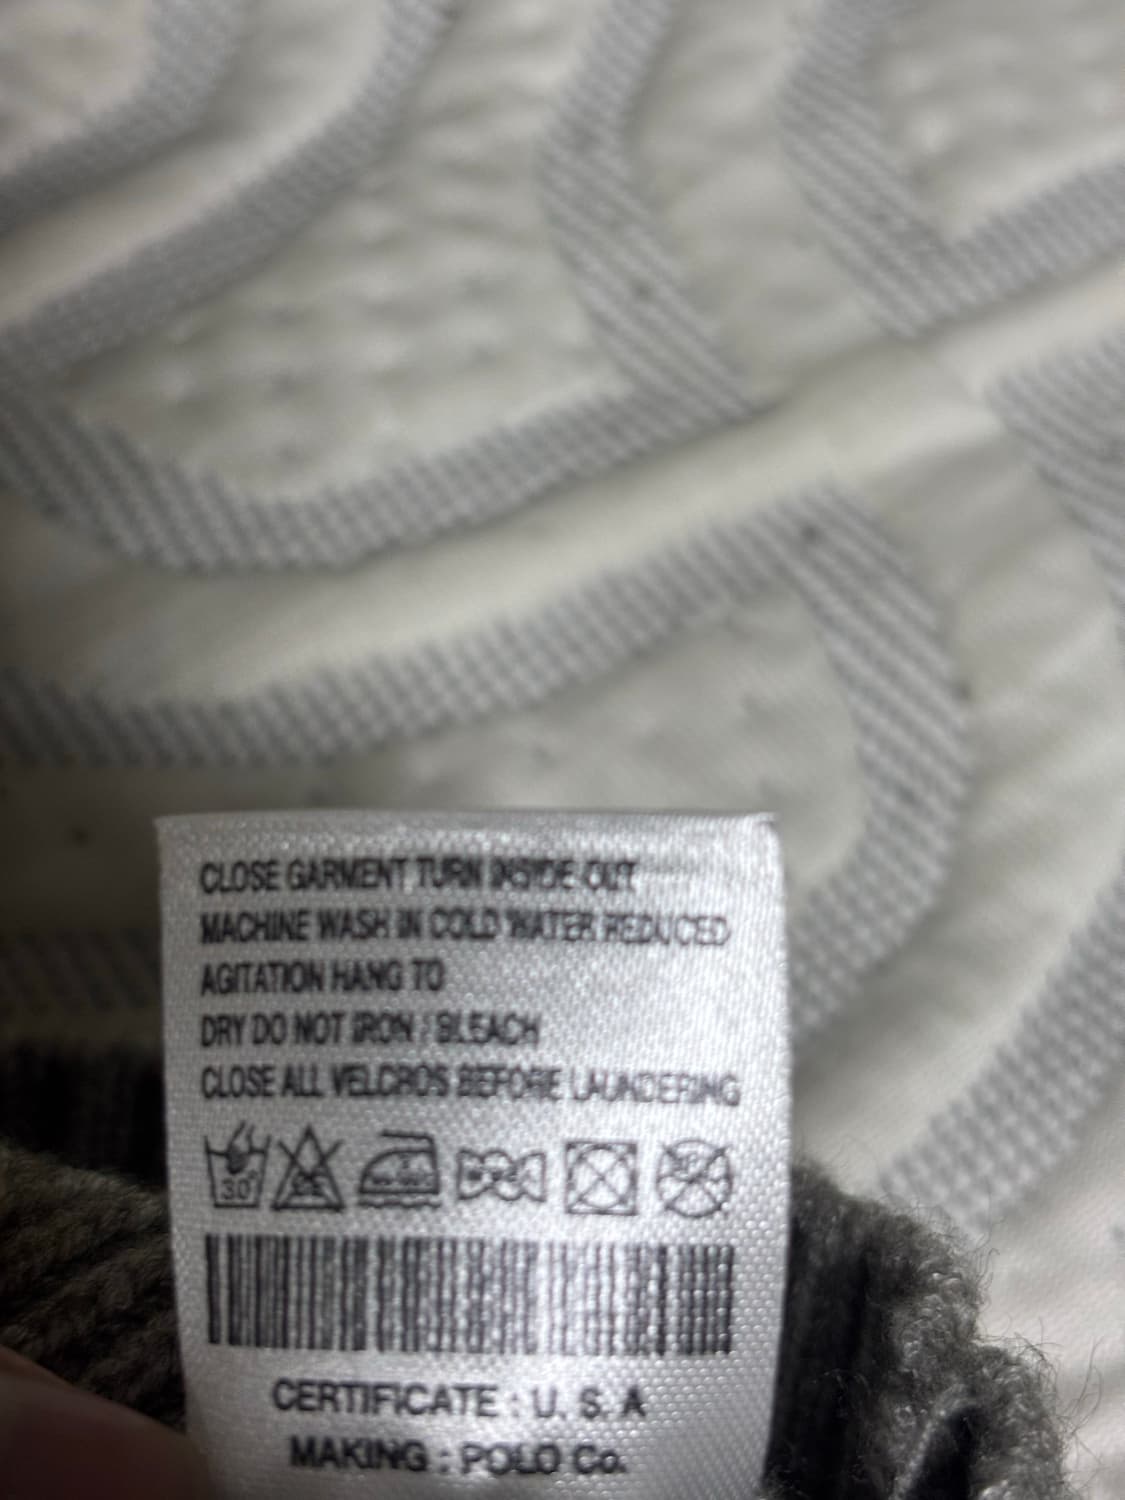 CLOSE GARMENT TURN INSIDE OUT
MACHINE WASH IN COLD WATER REDUCED
AGITATION HANG TO
DRY DO NOT IRON / BLEACH
CLOSE ALL VELCROS BEFORE LAUNDERING
30°
CERTIFICATE : U. S. A
MAKING : POLO Co.